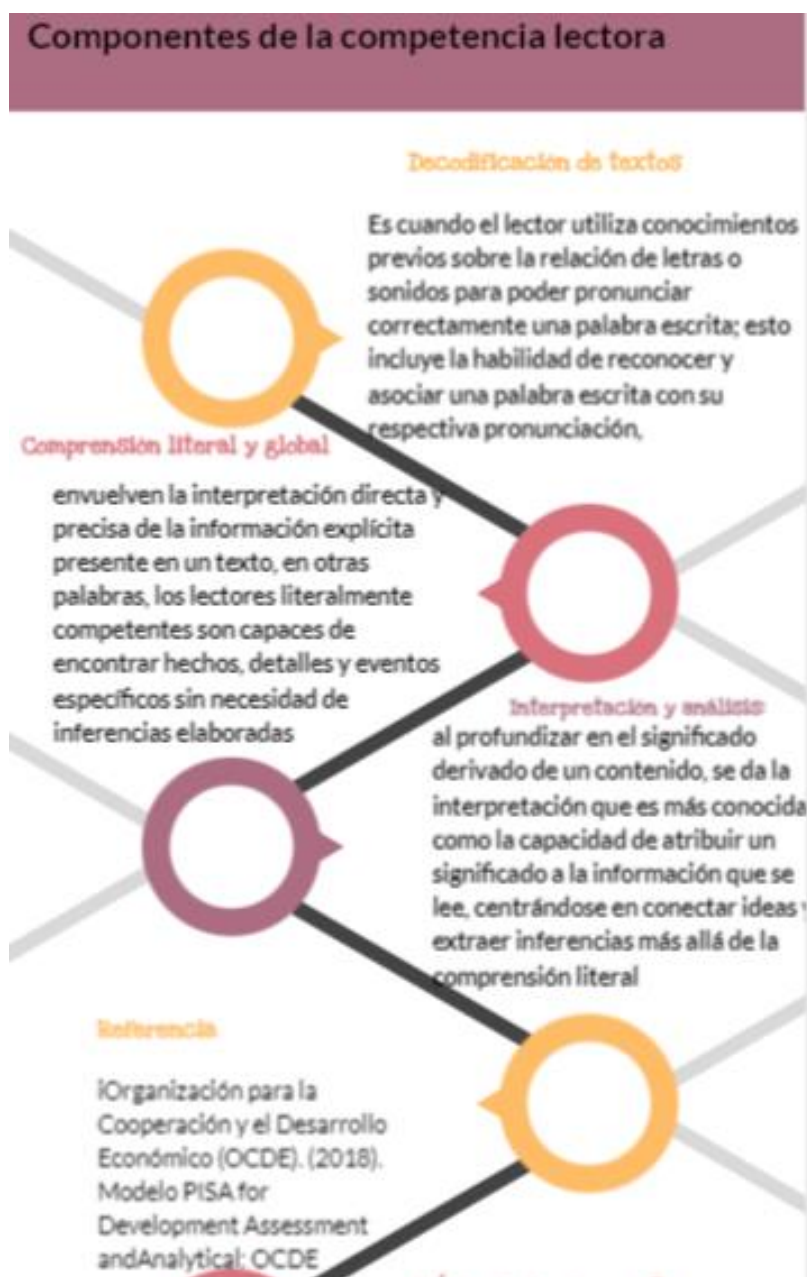 Componentes de la competencia lectora
Decodificación de textos
Es cuando el lector utiliza conocimientos
previos sobre la relación de letras o
sonidos para poder pronunciar
correctamente una palabra escrita; esto
incluye la habilidad de reconocer y
asociar una palabra escrita con su
respectiva pronunciación,
Comprensión literal y global
envuelven la interpretación directa y
precisa de la información explícita
presente en un texto, en otras
palabras, los lectores literalmente
competentes son capaces de
encontrar hechos, detalles y eventos
específicos sin necesidad de
inferencias elaboradas
Interpretación y análisis
al profundizar en el significado
derivado de un contenido, se da la
interpretación que es más conocida
como la capacidad de atribuir un
significado a la información que se
lee, centrándose en conectar ideas y
extraer inferencias más allá de la
comprensión literal
Referencia
iOrganización para la
Cooperación y el Desarrollo
Económico (OCDE). (2018).
Modelo PISA for
Development Assessment
andAnalytical: OCDE